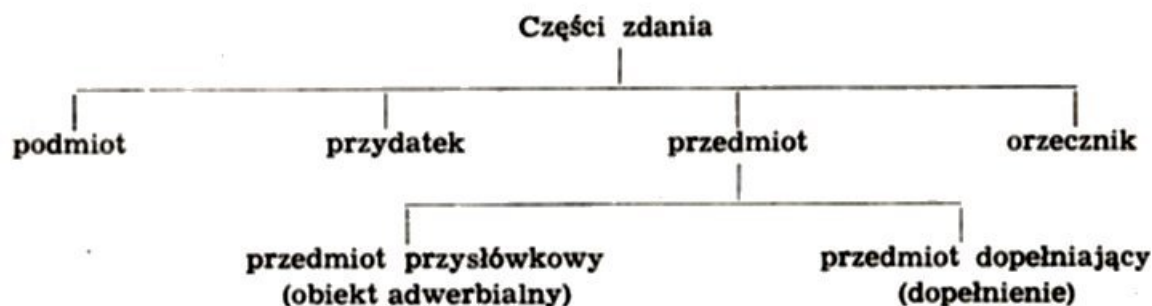 Części zdania
podmiot przydatek przedmiot orzecznik
przedmiot przysłówkowy przedmiot dopełniający
(obiekt adwerbialny) (dopełnienie)